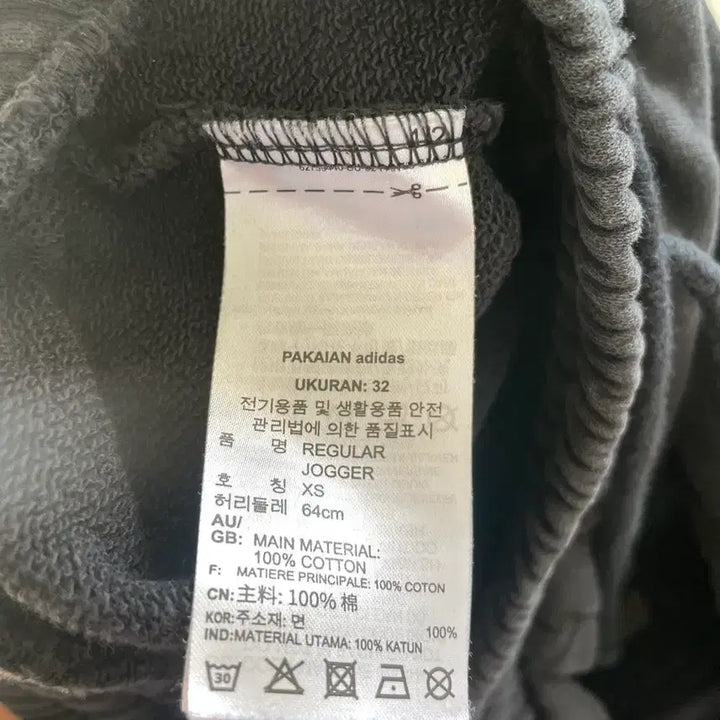 PAKAIAN adidas
UKURAN: 32
전기용품 및 생활용품 안전
관리법에 의한 품질표시
품 명 REGULAR
JOGGER
호 칭 XS
허리둘레 64cm
AU/
GB: MAIN MATERIAL:
100% COTTON
F: MATIERE PRINCIPALE: 100% COTON
CN: 主料: 100% 棉
KOR: 주소재: 면 100%
IND: MATERIAL UTAMA: 100% KATUN
30